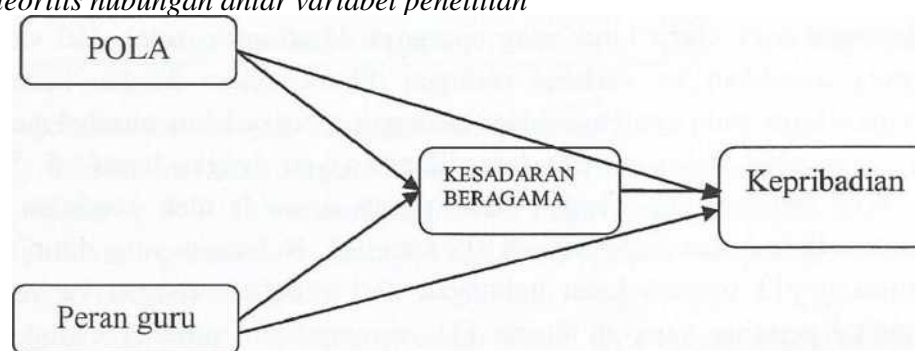 teoritis hubungan antar variabel penelitian
POLA
KESADARAN
BERAGAMA
Kepribadian
Peran guru